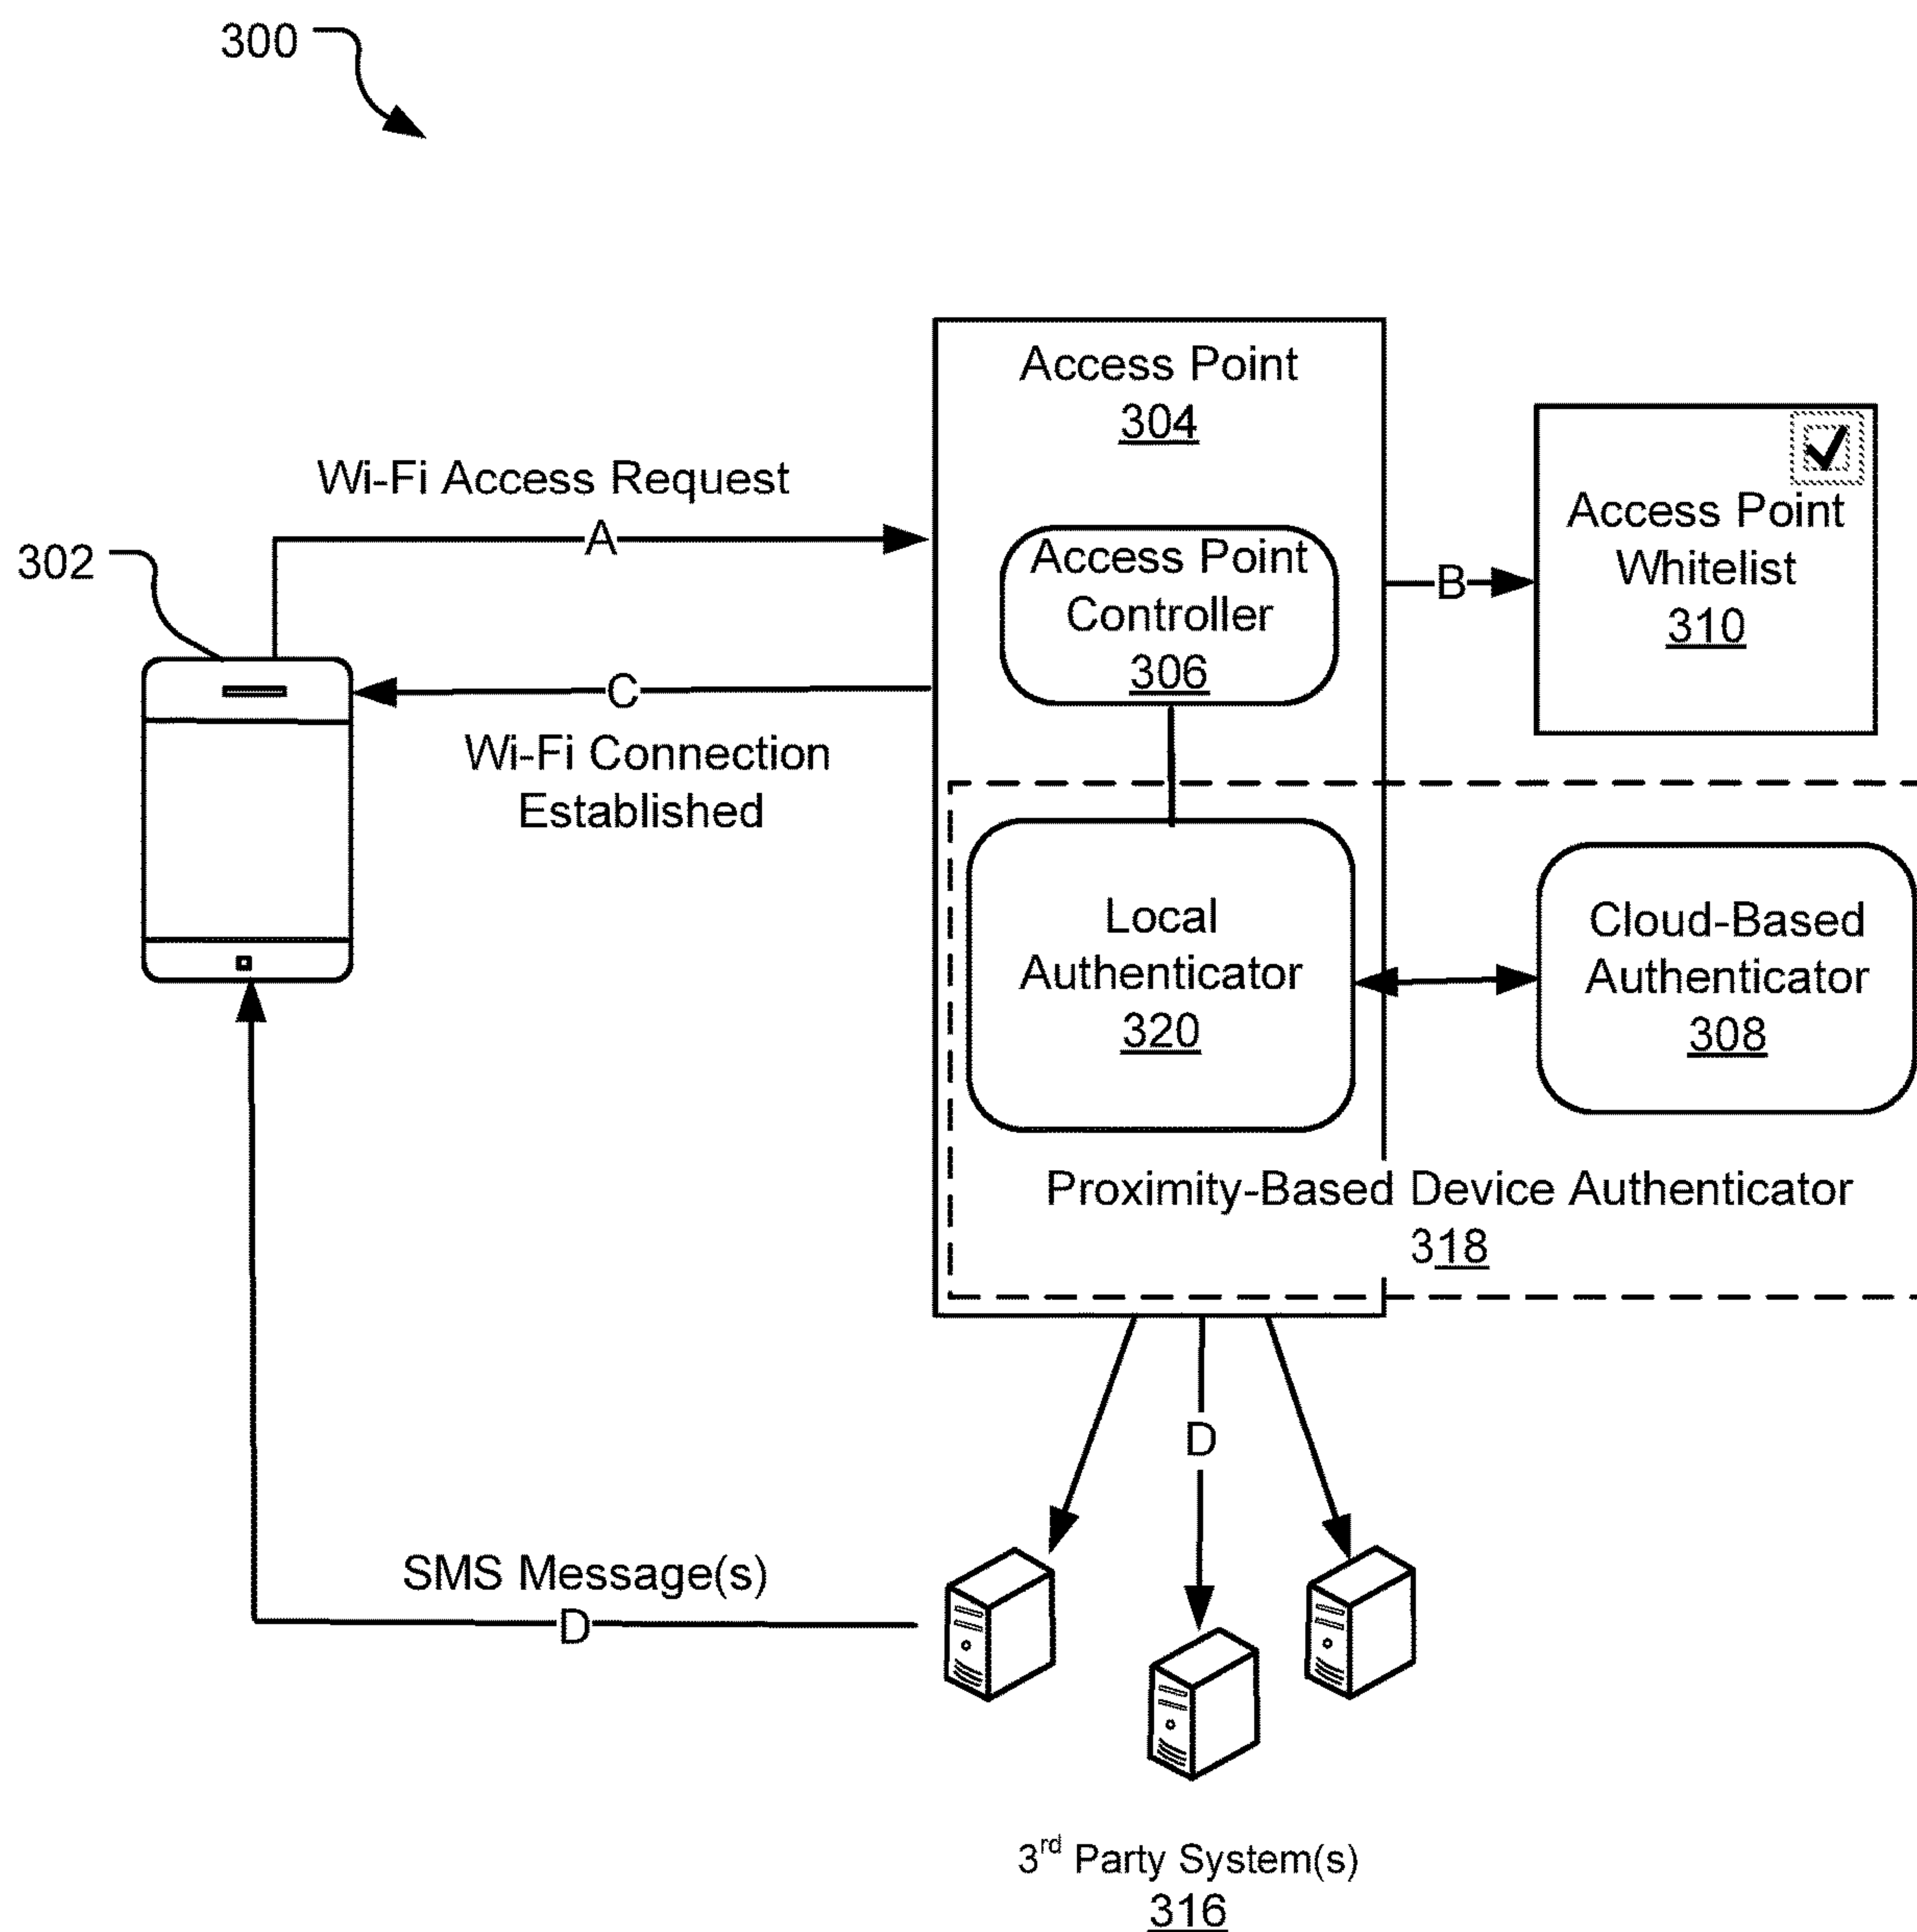 300
Access Point
304
Wi-Fi Access Request
A
302
Access Point
Controller
306
B
Access Point
Whitelist
310
C
Wi-Fi Connection
Established
Local
Authenticator
320
Cloud-Based
Authenticator
308
Proximity-Based Device Authenticator
318
D
SMS Message(s)
D
3rd Party System(s)
316